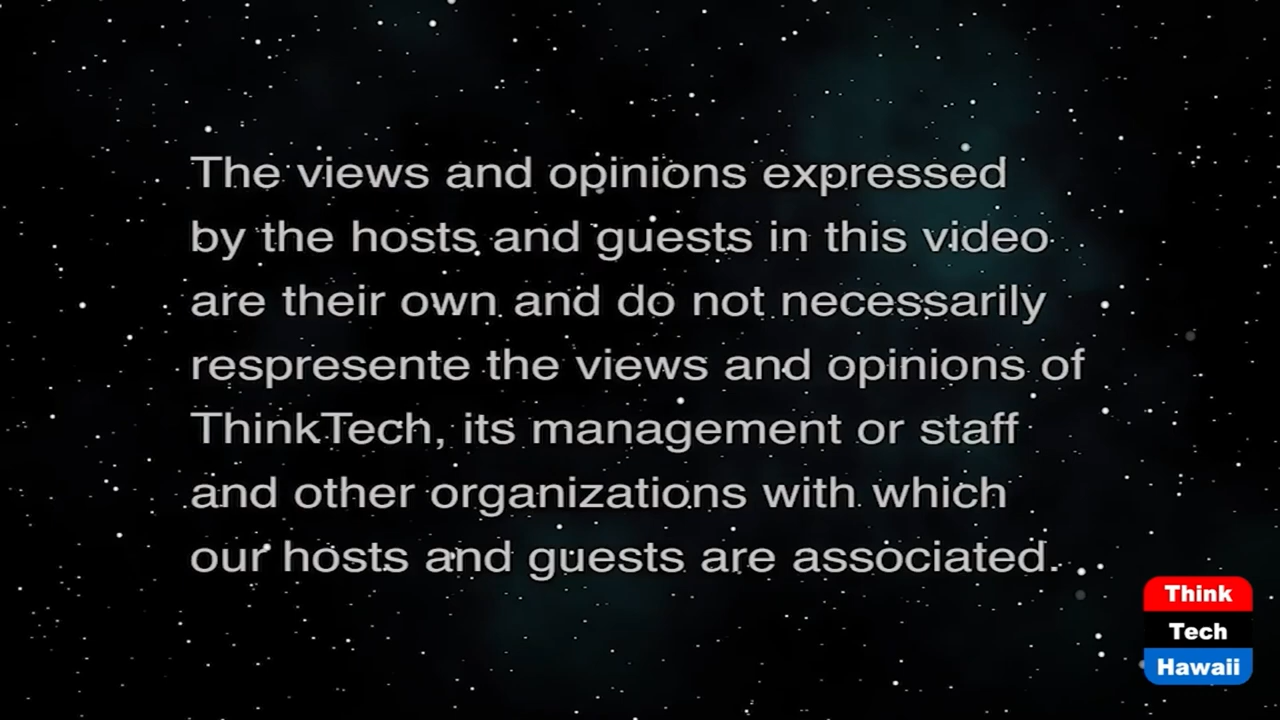 The views and opinions expressed
by the hosts and guests in this video
are their own and do not necessarily
respresente the views and opinions of
ThinkTech, its management or staff
and other organizations with which
our hosts and guests are associated.
Think
Tech
Hawaii